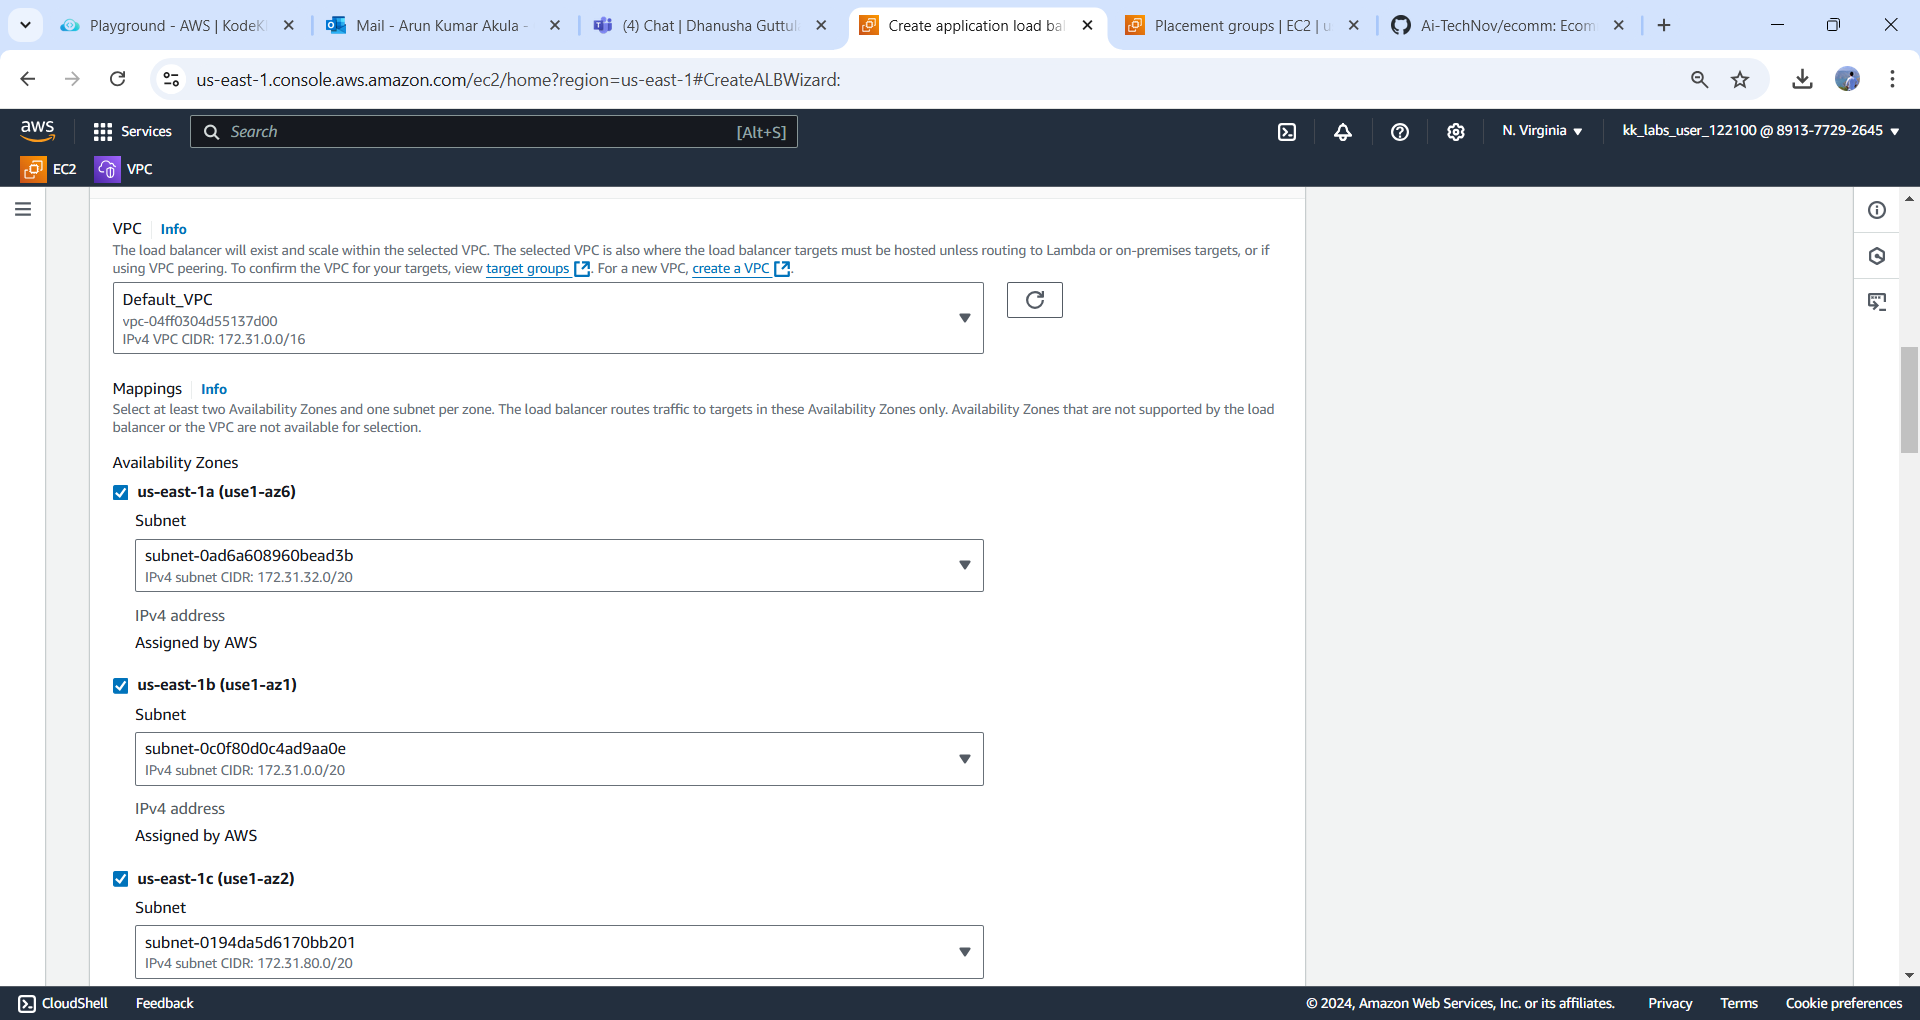 Playground - AWS | KodeK
Mail - Arun Kumar Akula -
(4) Chat | Dhanusha Guttul
Create application load bal
Placement groups | EC2 | u
Ai-TechNov/ecomm: Ecom
us-east-1.console.aws.amazon.com/ec2/home?region=us-east-1#CreateALBWizard:
aws
Services
Search
[Alt+S]
N. Virginia
kk_labs_user_122100 @ 8913-7729-2645
EC2
VPC
VPC
Info
The load balancer will exist and scale within the selected VPC. The selected VPC is also where the load balancer targets must be hosted unless routing to Lambda or on-premises targets, or if
using VPC peering. To confirm the VPC for your targets, view target groups. For a new VPC, create a VPC.
Default_VPC
vpc-04ff0304d55137d00
IPv4 VPC CIDR: 172.31.0.0/16
Mappings
Info
Select at least two Availability Zones and one subnet per zone. The load balancer routes traffic to targets in these Availability Zones only. Availability Zones that are not supported by the load
balancer or the VPC are not available for selection.
Availability Zones
us-east-1a (use1-az6)
Subnet
subnet-0ad6a608960bead3b
IPv4 subnet CIDR: 172.31.32.0/20
IPv4 address
Assigned by AWS
us-east-1b (use1-az1)
Subnet
subnet-0c0f80d0c4ad9aa0e
IPv4 subnet CIDR: 172.31.0.0/20
IPv4 address
Assigned by AWS
us-east-1c (use1-az2)
Subnet
subnet-0194da5d6170bb201
IPv4 subnet CIDR: 172.31.80.0/20
CloudShell
Feedback
© 2024, Amazon Web Services, Inc. or its affiliates.
Privacy
Terms
Cookie preferences